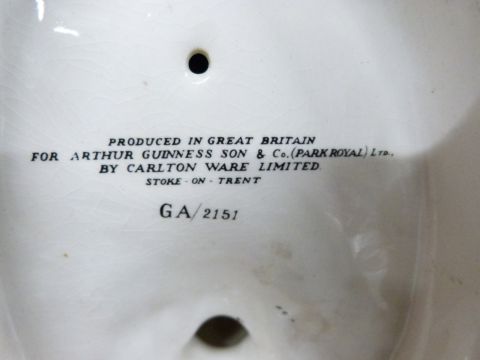 PRODUCED IN GREAT BRITAIN
FOR ARTHUR GUINNESS SON & Co. (PARK ROYAL) LTD.,
BY CARLTON WARE LIMITED
STOKE - ON - TRENT
GA/2151